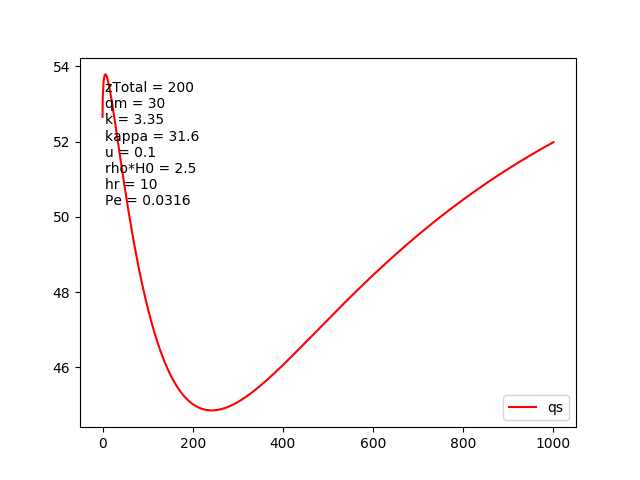 54
52
50
48
46
zTotal = 200
qm = 30
k = 3.35
kappa = 31.6
u = 0.1
rho*H0 = 2.5
hr = 10
Pe = 0.0316
qs
0 200 400 600 800 1000